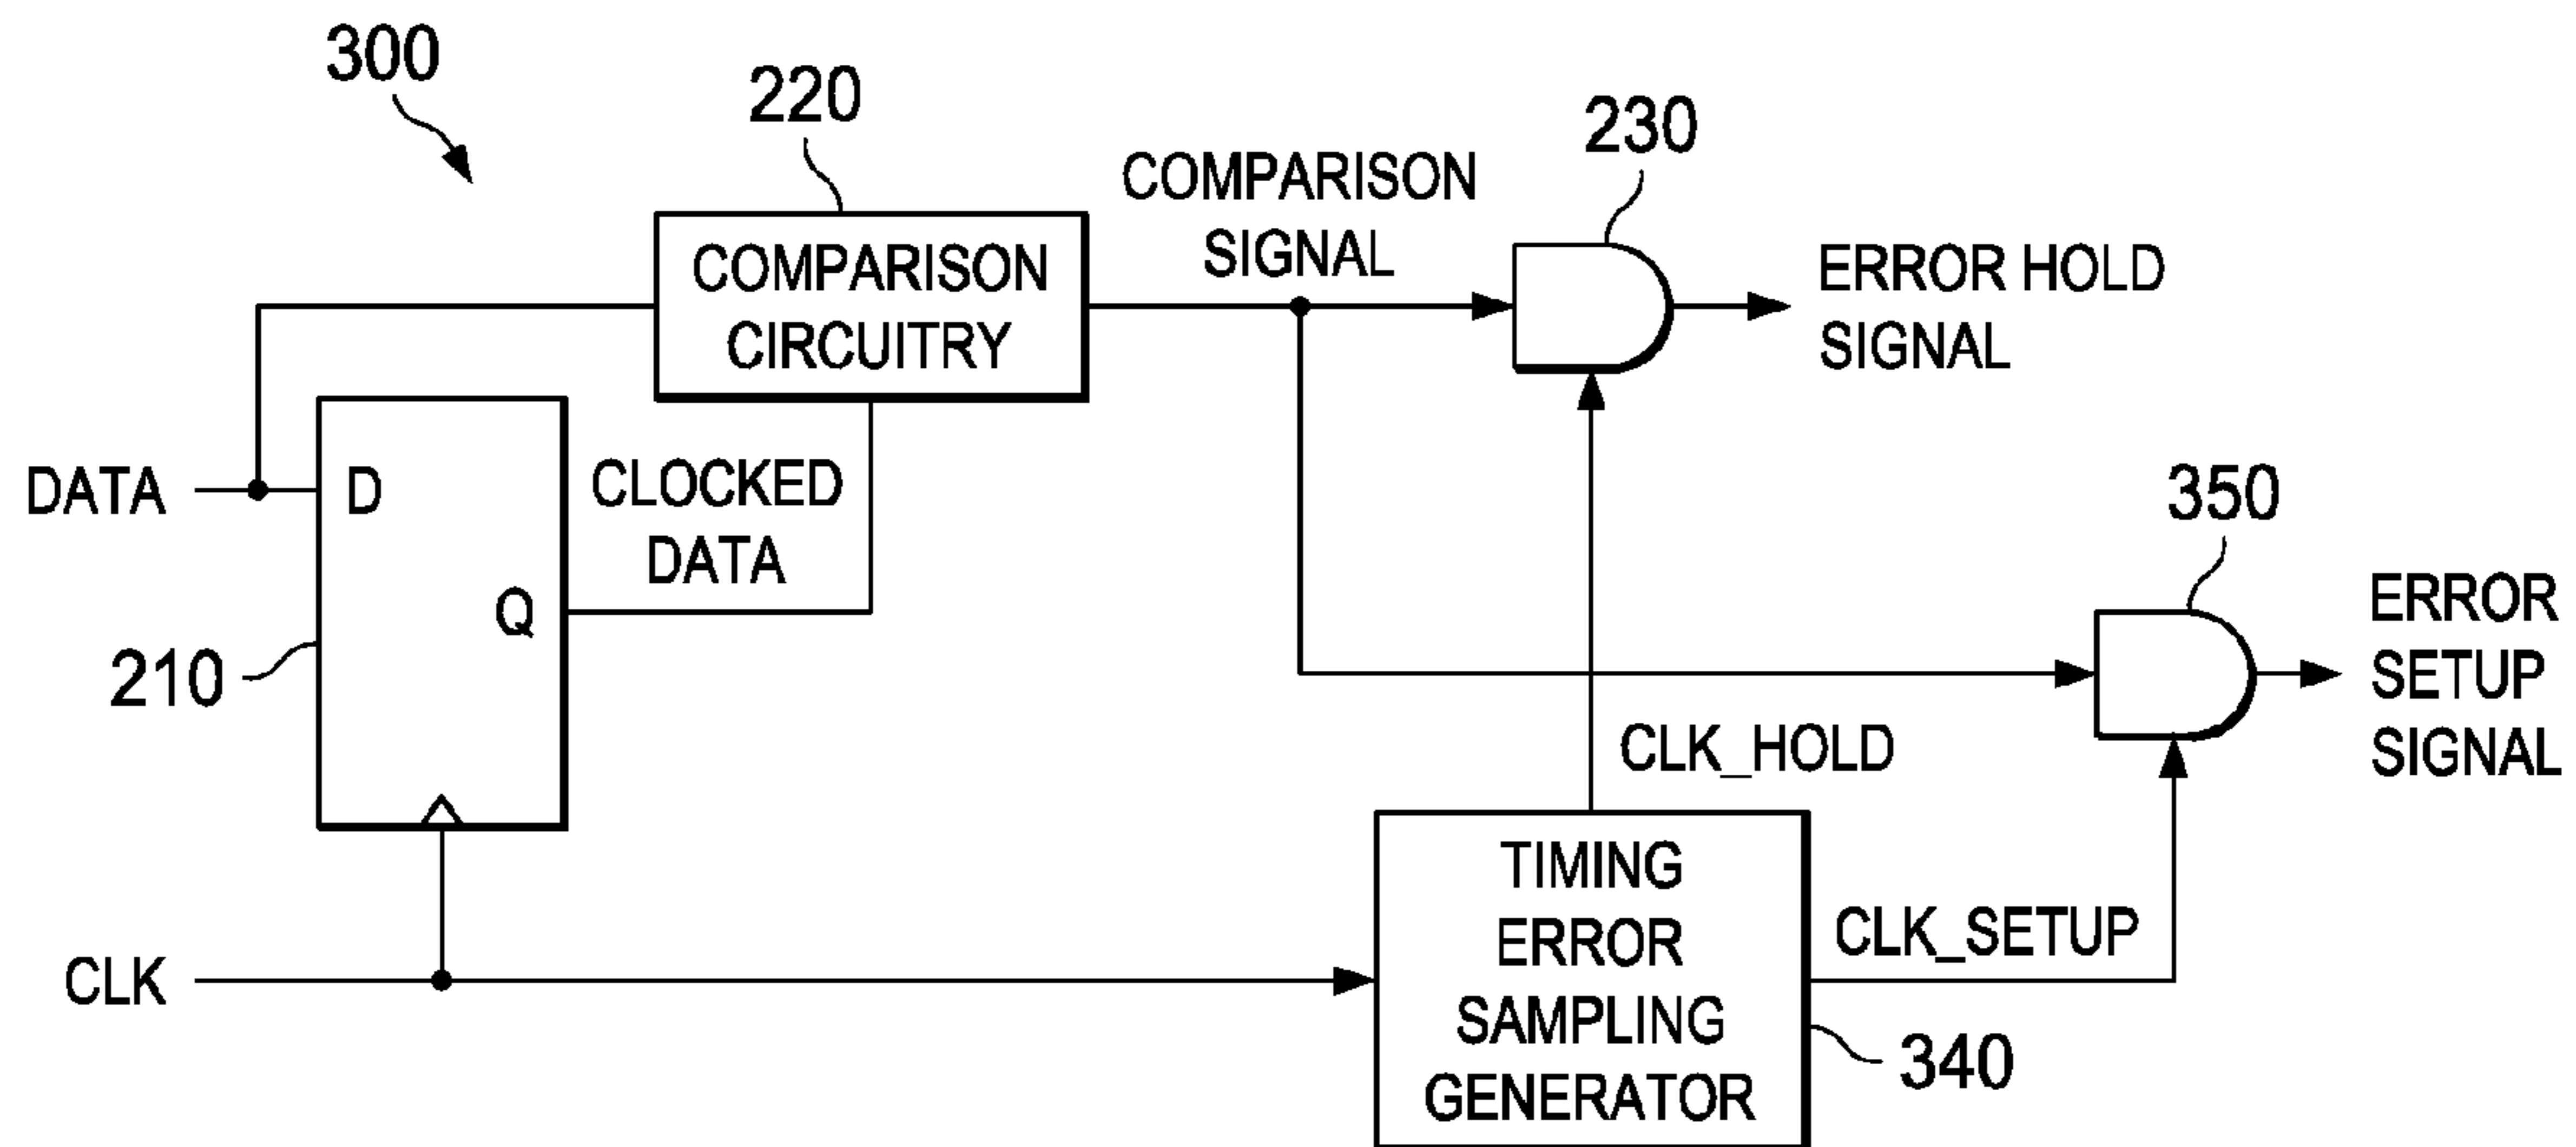 300
220
230
COMPARISON
SIGNAL
COMPARISON
CIRCUITRY
ERROR HOLD
SIGNAL
DATA
D
CLOCKED
DATA
Q
210
350
ERROR
SETUP
SIGNAL
CLK_HOLD
TIMING
ERROR
SAMPLING
GENERATOR
CLK_SETUP
CLK
340